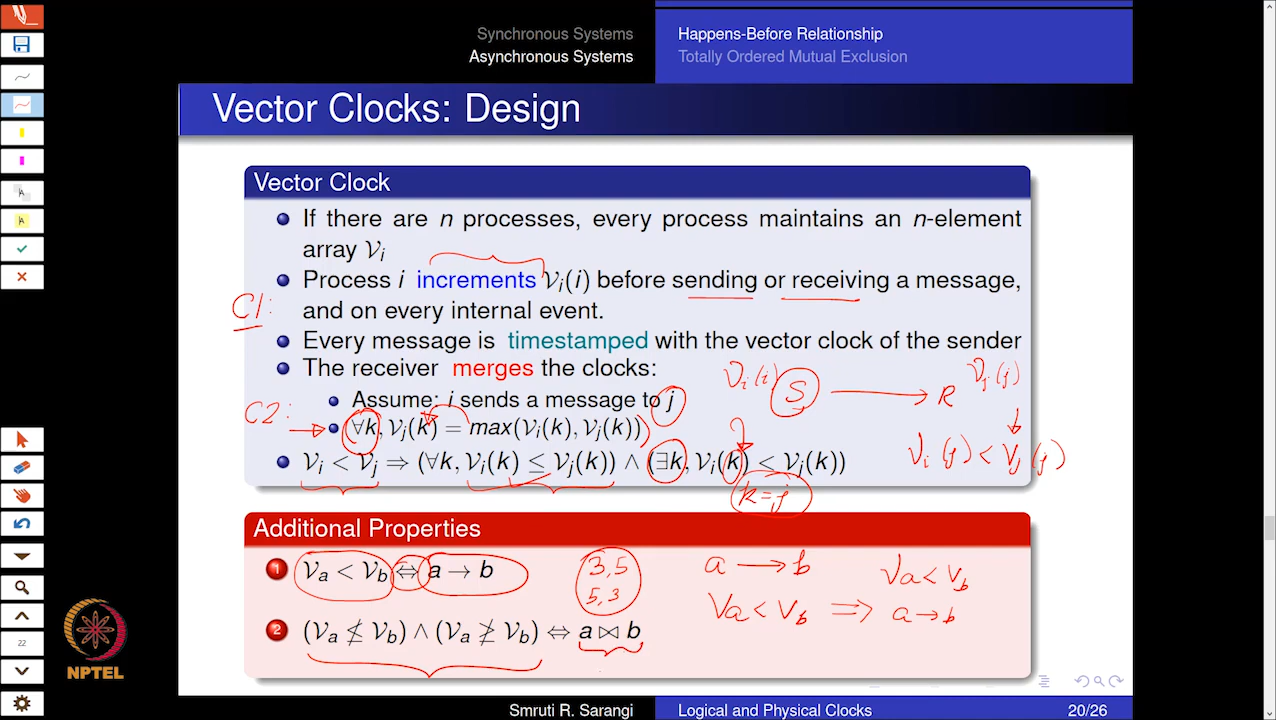 Synchronous Systems
Asynchronous Systems
Happens-Before Relationship
Totally Ordered Mutual Exclusion
Vector Clocks: Design
Vector Clock
If there are n processes, every process maintains an n-element
array 𝒱i
Process i increments 𝒱i(i) before sending or receiving a message,
and on every internal event.
C1:
Every message is timestamped with the vector clock of the sender
The receiver merges the clocks:
𝒱i(i) S → R 𝒱j(j)
Assume: i sends a message to j
C2:
∀k, 𝒱j(k) = max(𝒱i(k), 𝒱j(k))
𝒱i < 𝒱j ⇒ (∀k, 𝒱i(k) ≤ 𝒱j(k)) ∧ (∃k, 𝒱i(k) < 𝒱j(k))
𝒱i(j) < 𝒱j(j)
k=j
Additional Properties
1 𝒱a < 𝒱b ⇔ a → b
3,5
5,3
a → b
Va < Vb
Va < Vb ⇒ a → b
2 (𝒱a ≰ 𝒱b) ∧ (𝒱a ≱ 𝒱b) ⇔ a ⋈ b
NPTEL
22
Smruti R. Sarangi
Logical and Physical Clocks
20/26